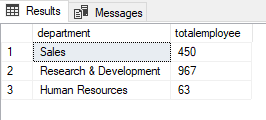 Results Messages
department totalemployee
1 Sales 450
2 Research & Development 967
3 Human Resources 63